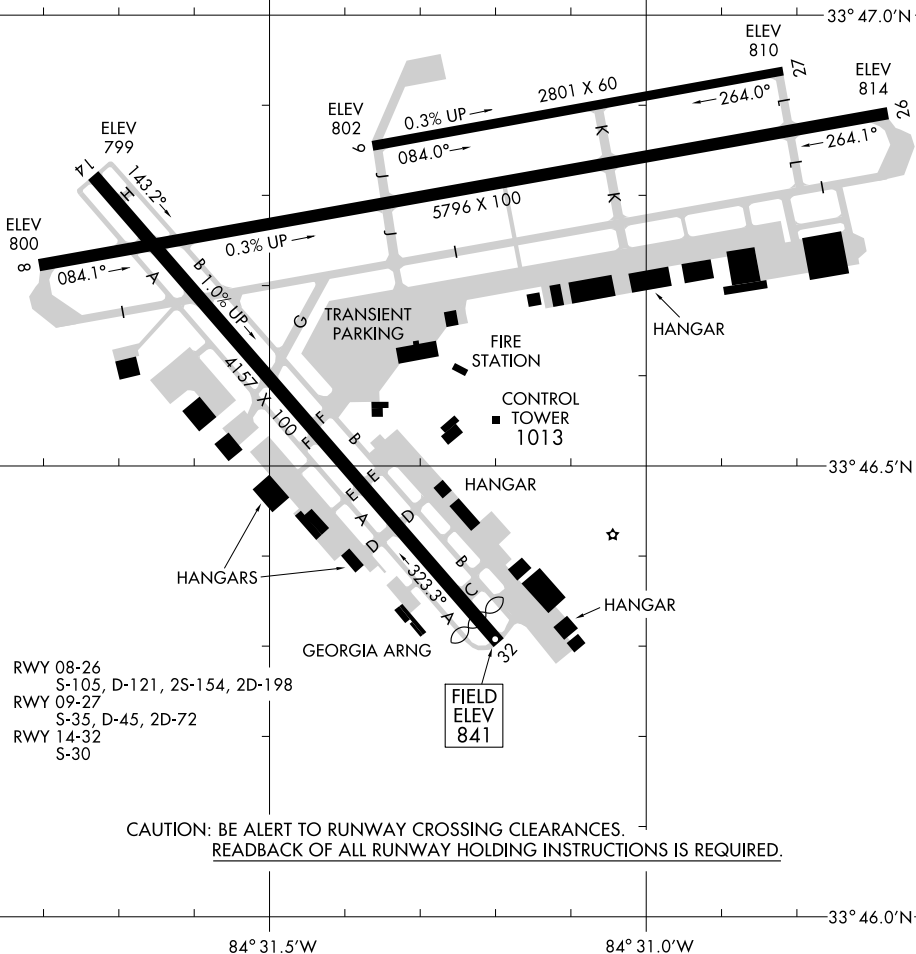 33° 47.0'N
ELEV
810
27
ELEV
814
26
2801 X 60
264.0°
264.1°
ELEV
802
0.3% UP
9
084.0°
J
K
L
ELEV
799
14
H
143.2°
K
L
5796 X 100
I
J
I
ELEV
800
8
084.1°
0.3% UP
A
B
1.0% UP
I
G
TRANSIENT
PARKING
HANGAR
FIRE
STATION
4157 X 100
CONTROL
TOWER
1013
F
F
B
33° 46.5'N
E
E
HANGAR
A
D
D
B
C
323.3°
A
HANGARS
HANGAR
GEORGIA ARNG
32
RWY 08-26
S-105, D-121, 2S-154, 2D-198
RWY 09-27
S-35, D-45, 2D-72
RWY 14-32
S-30
FIELD
ELEV
841
CAUTION: BE ALERT TO RUNWAY CROSSING CLEARANCES.
READBACK OF ALL RUNWAY HOLDING INSTRUCTIONS IS REQUIRED.
33° 46.0'N
84° 31.5'W
84° 31.0'W